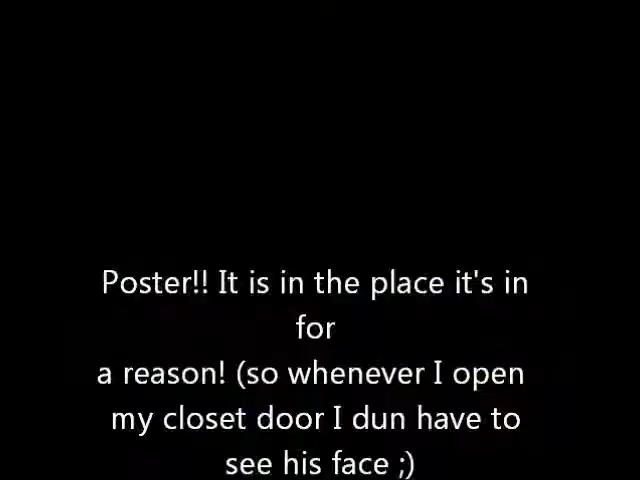 Poster!! It is in the place it's in
for
a reason! (so whenever I open
my closet door I dun have to
see his face ;)